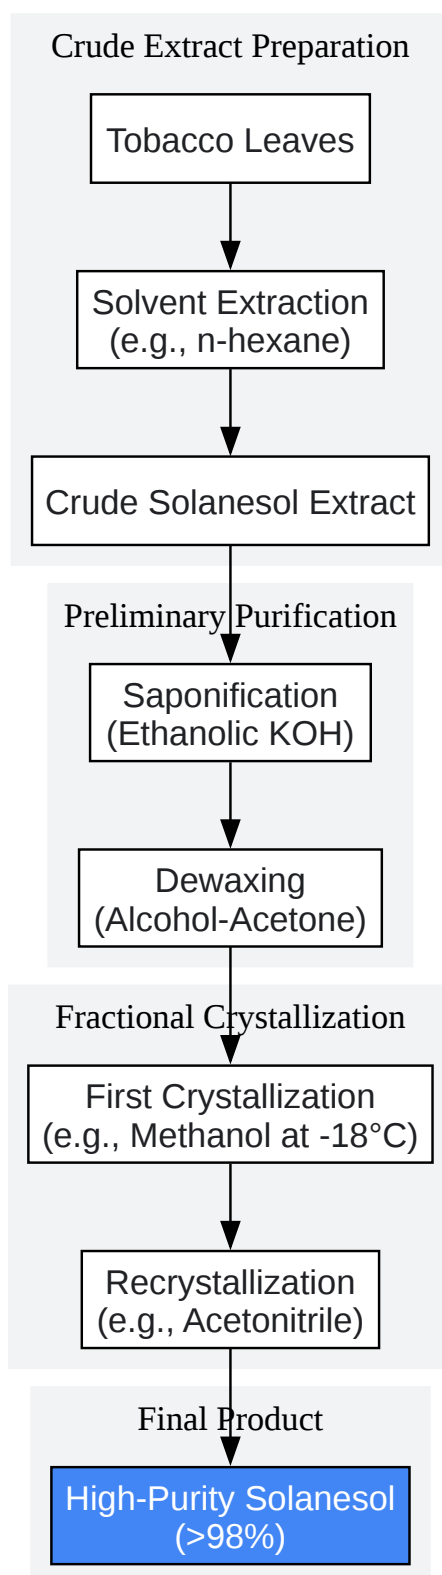 Crude Extract Preparation
Tobacco Leaves
Solvent Extraction
(e.g., n-hexane)
Crude Solanesol Extract
Preliminary Purification
Saponification
(Ethanolic KOH)
Dewaxing
(Alcohol-Acetone)
Fractional Crystallization
First Crystallization
(e.g., Methanol at -18°C)
Recrystallization
(e.g., Acetonitrile)
Final Product
High-Purity Solanesol
(>98%)